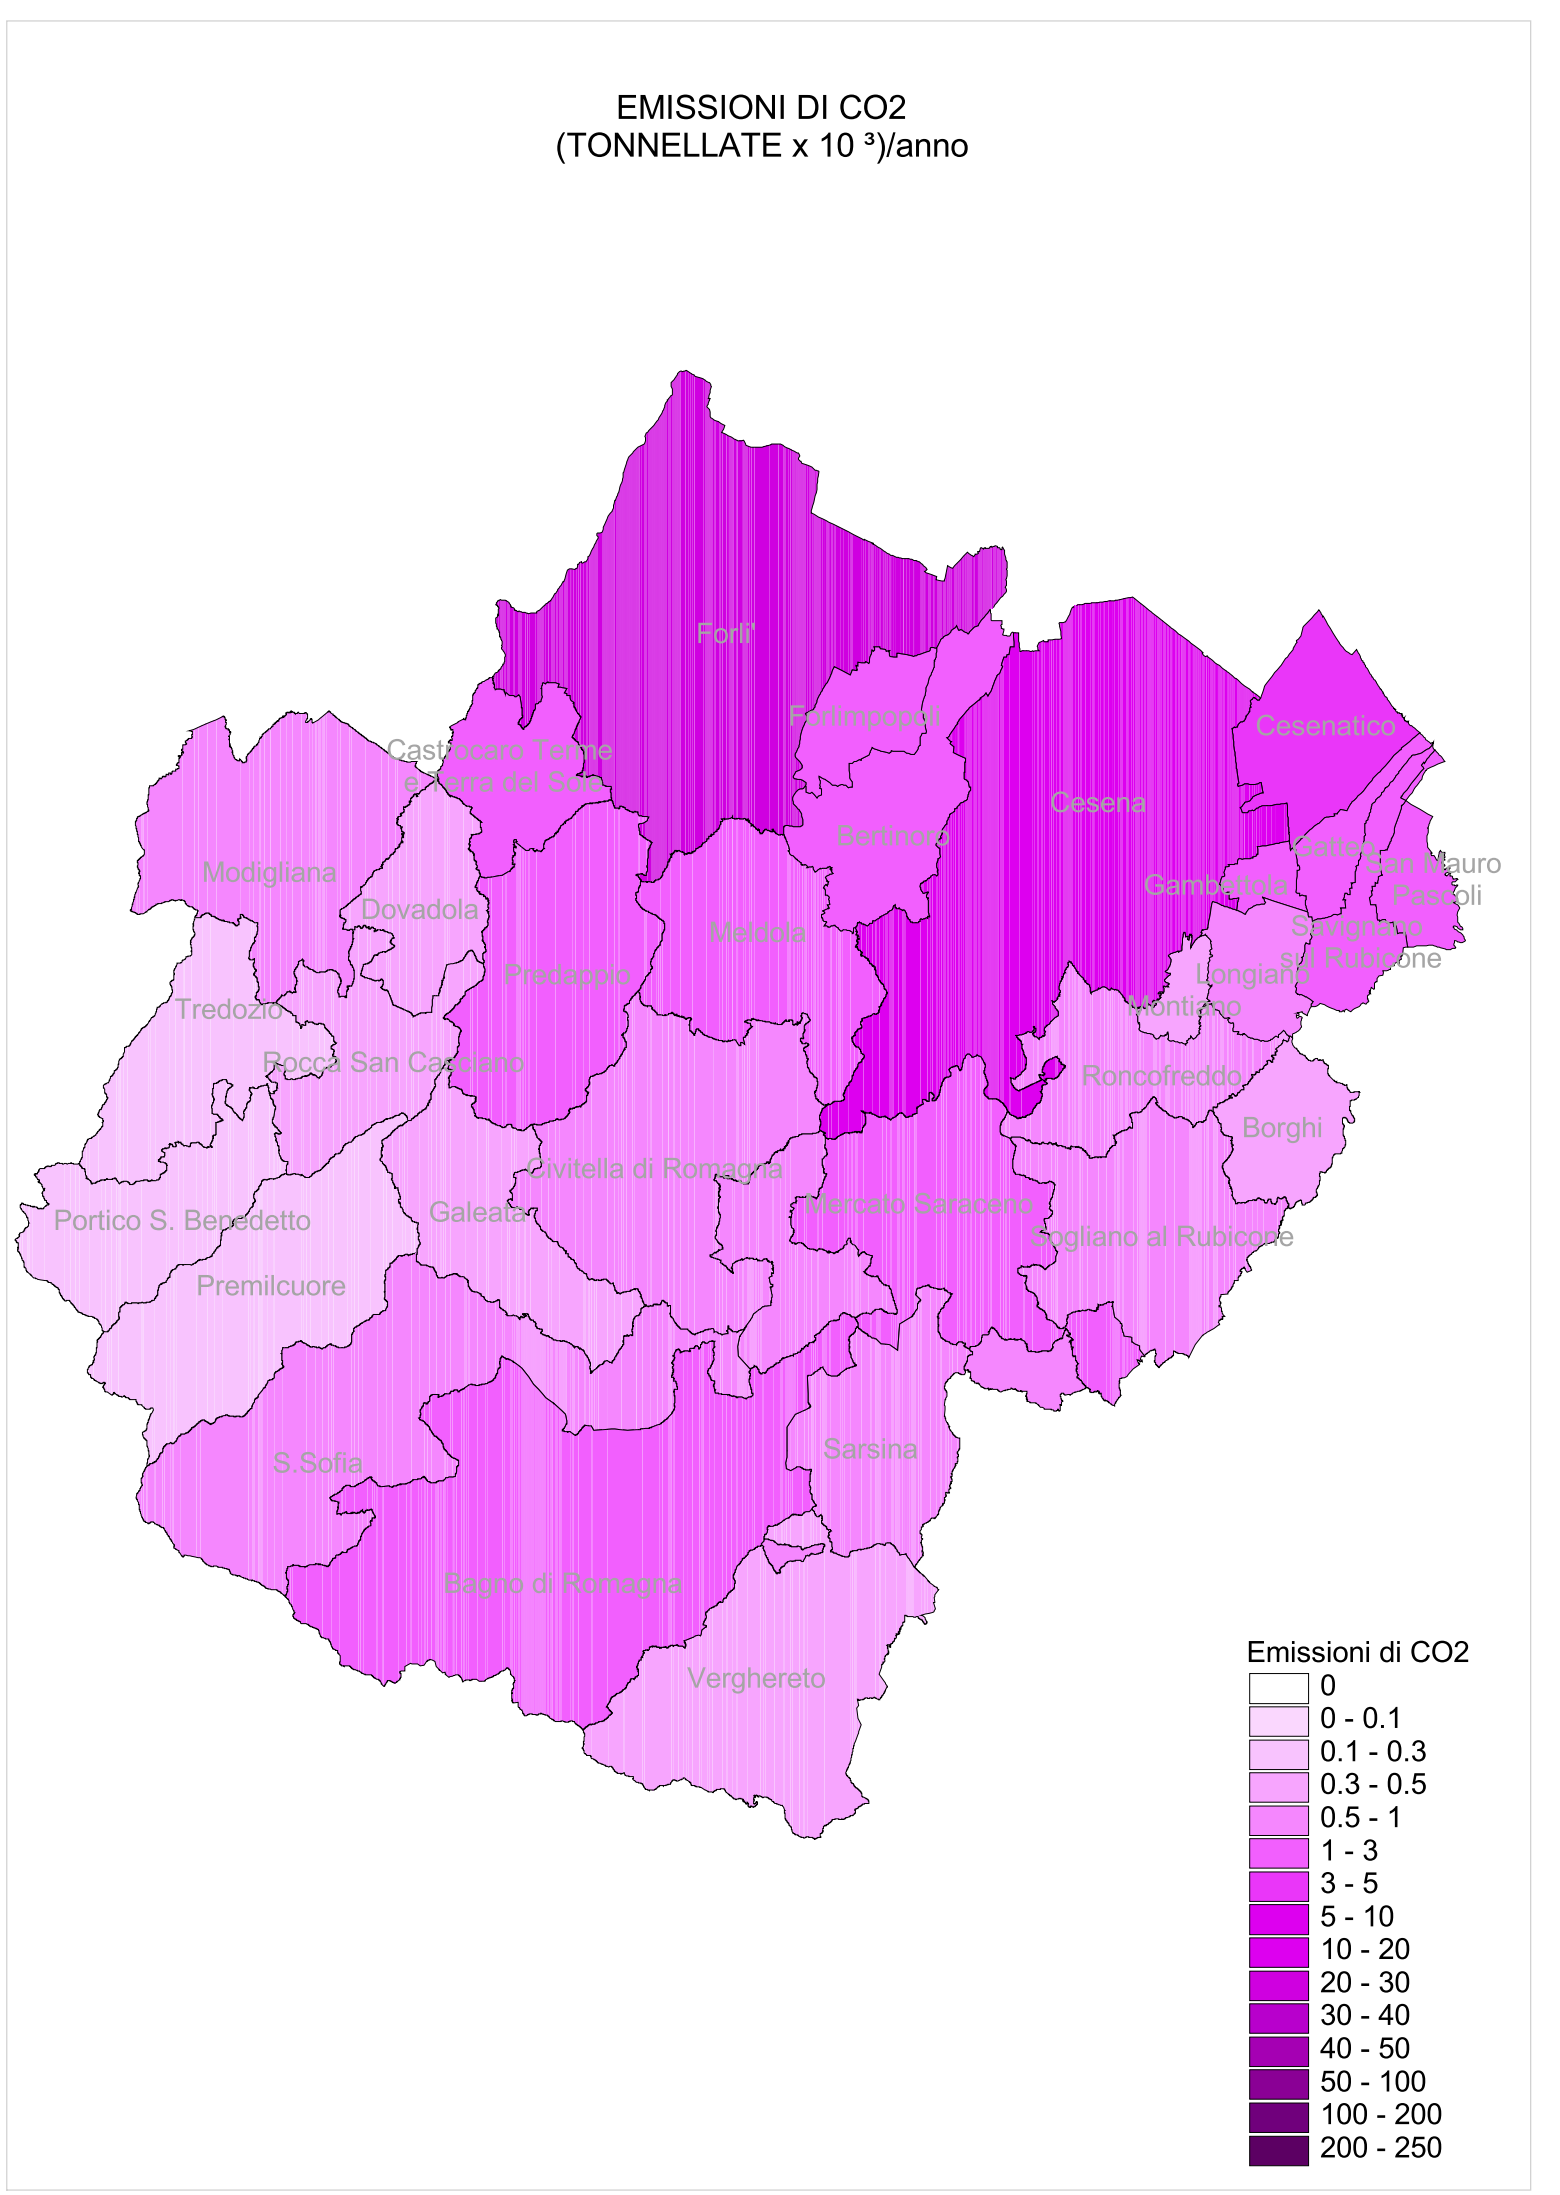 EMISSIONI DI CO2
(TONNELLATE x 10 ³)/anno
Forli'
Forlimpopoli
Cesenatico
Castrocaro Terme
e Terra del Sole
Cesena
Bertinoro
Gatteo
San Mauro
Pascoli
Modigliana
Gambettola
Dovadola
Meldola
Savignano
sul Rubicone
Predappio
Longiano
Tredozio
Montiano
Rocca San Casciano
Roncofreddo
Borghi
Civitella di Romagna
Mercato Saraceno
Galeata
Portico S. Benedetto
Sogliano al Rubicone
Premilcuore
Sarsina
S.Sofia
Bagno di Romagna
Verghereto
Emissioni di CO2
0
0 - 0.1
0.1 - 0.3
0.3 - 0.5
0.5 - 1
1 - 3
3 - 5
5 - 10
10 - 20
20 - 30
30 - 40
40 - 50
50 - 100
100 - 200
200 - 250